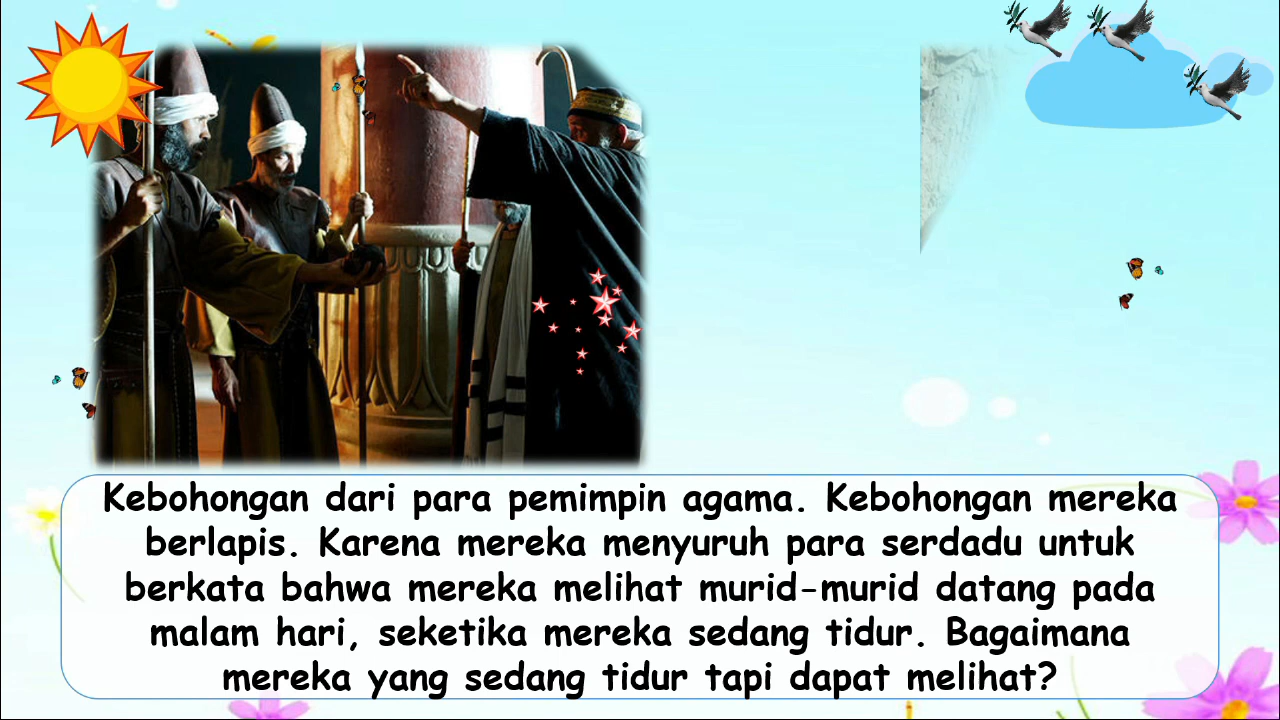 Kebohongan dari para pemimpin agama. Kebohongan mereka
berlapis. Karena mereka menyuruh para serdadu untuk
berkata bahwa mereka melihat murid-murid datang pada
malam hari, seketika mereka sedang tidur. Bagaimana
mereka yang sedang tidur tapi dapat melihat?